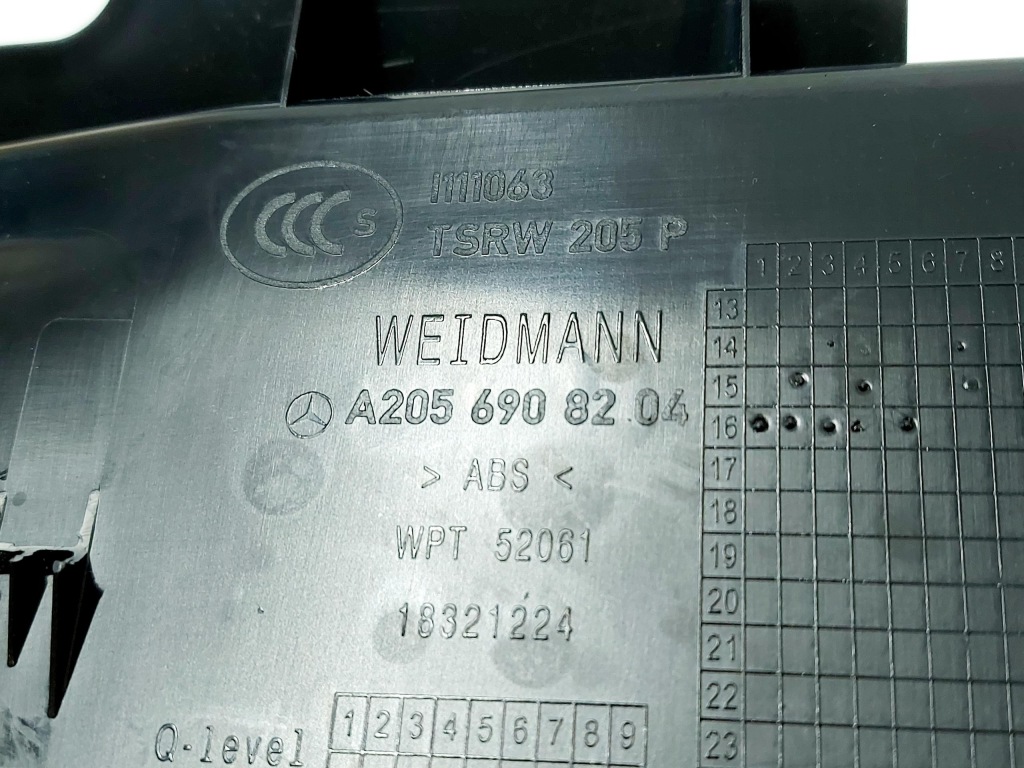 CCC S
I111063
TSRW 205 P
WEIDMANN
A205 690 82 04
> ABS <
WPT 52061
18321224
Q-level
1 2 3 4 5 6 7 8 9
1 2 3 4 5 6 7 8
13
14
15
16
17
18
19
20
21
22
23